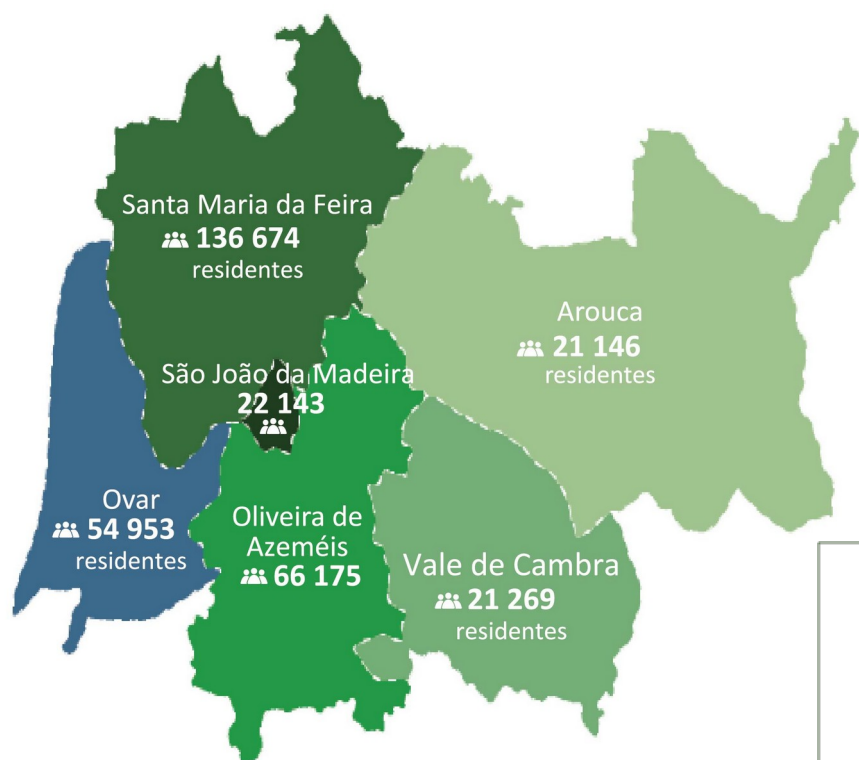 Santa Maria da Feira
136 674
residentes
Arouca
21 146
residentes
São João da Madeira
22 143
Ovar
54 953
residentes
Oliveira de
Azeméis
66 175
Vale de Cambra
21 269
residentes